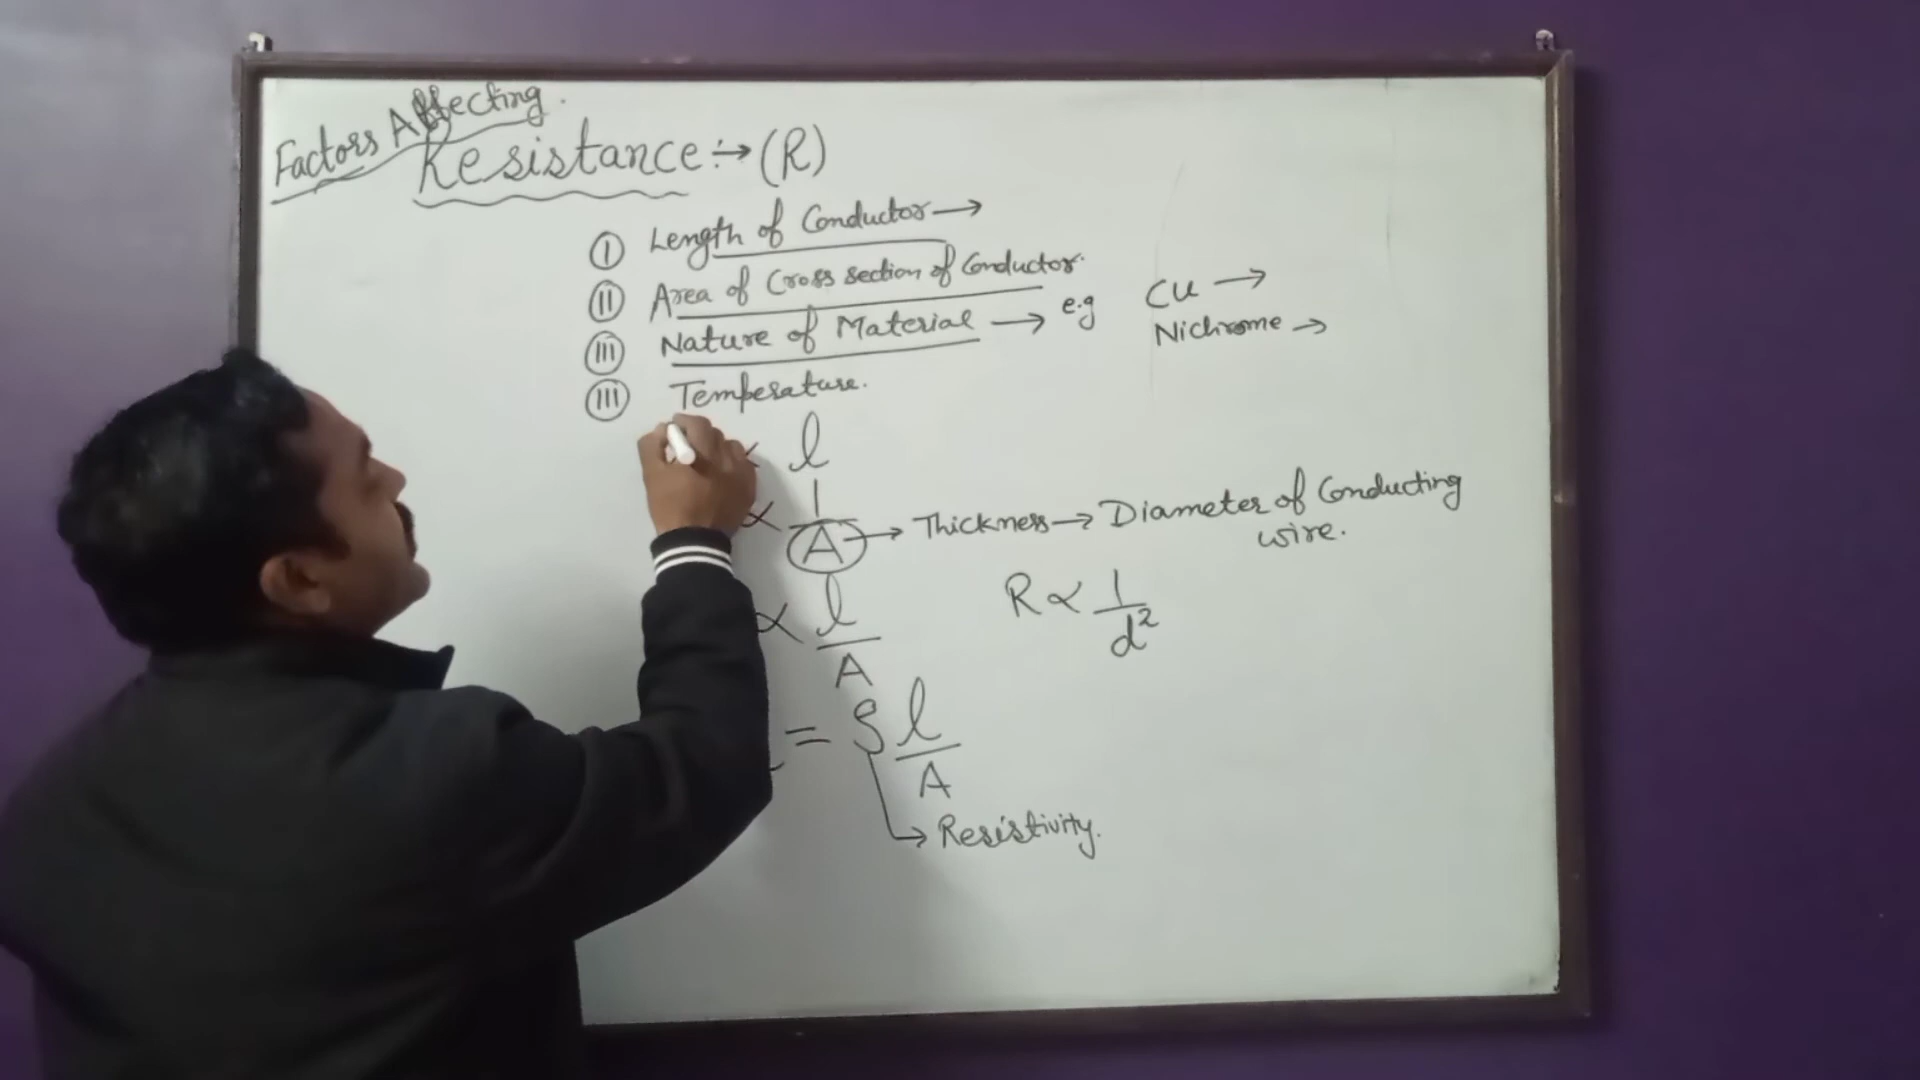 Factors Affecting.
Resistance :→ (R)
I Length of Conductor →
II Area of Cross section of Conductor.
III Nature of Material → e.g
Cu →
Nichrome →
III Temperature.
∝ l
∝ 1/A → Thickness → Diameter of Conducting
wire.
R ∝ 1/d²
∝ l/A
= ρ l/A
→ Resistivity.